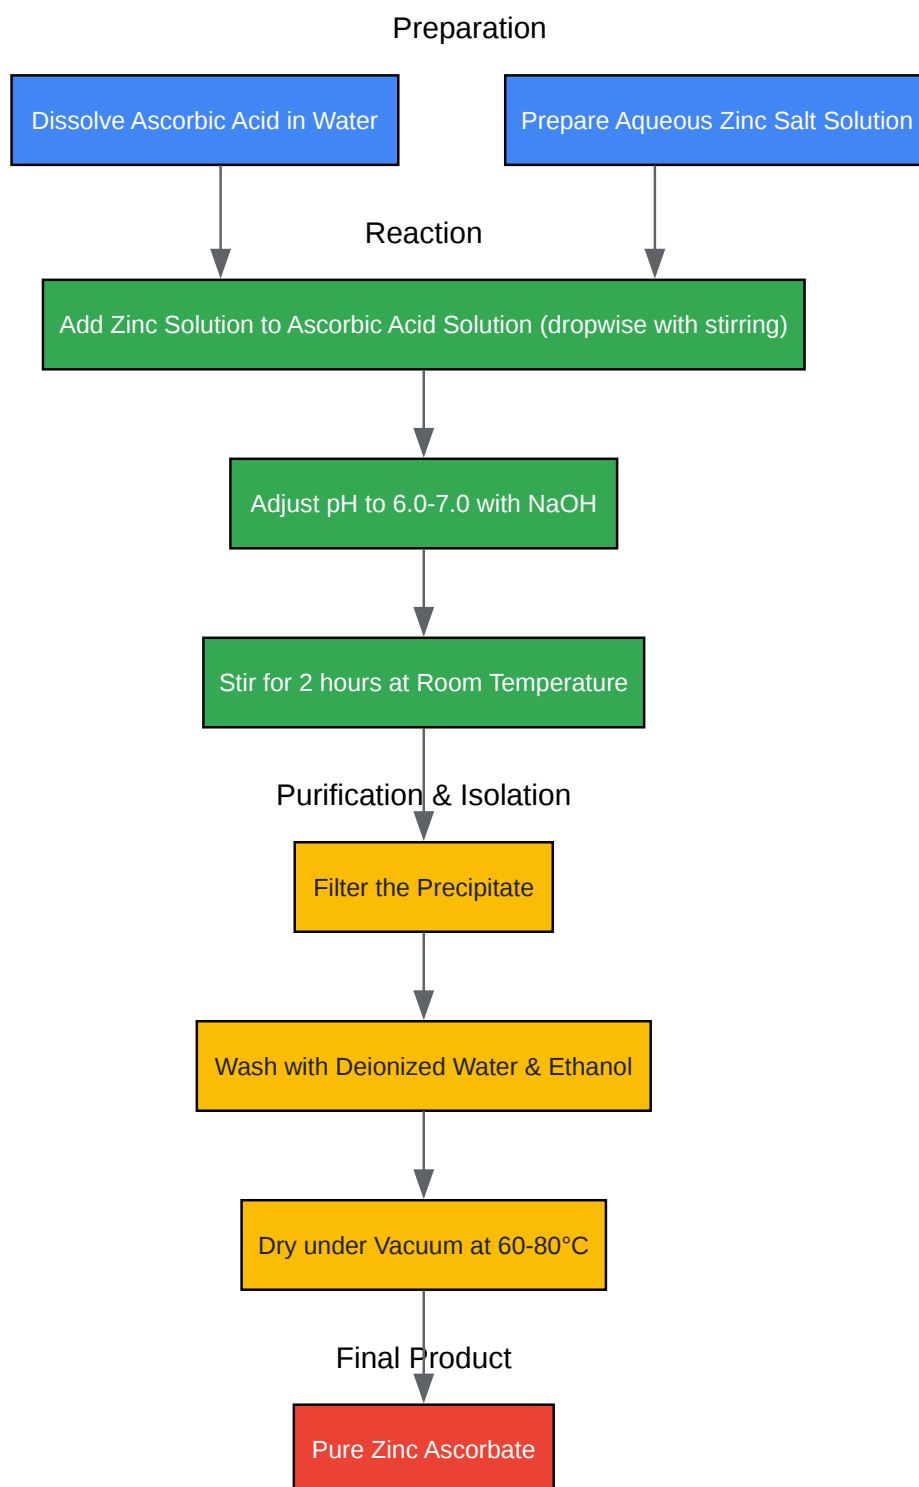 Preparation
Dissolve Ascorbic Acid in Water
Prepare Aqueous Zinc Salt Solution
Reaction
Add Zinc Solution to Ascorbic Acid Solution (dropwise with stirring)
Adjust pH to 6.0-7.0 with NaOH
Stir for 2 hours at Room Temperature
Purification & Isolation
Filter the Precipitate
Wash with Deionized Water & Ethanol
Dry under Vacuum at 60-80°C
Final Product
Pure Zinc Ascorbate